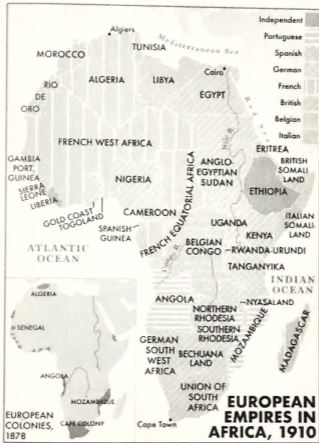 Independent
Portuguese
Spanish
German
French
British
Belgian
Italian
Algiers
Mediterranean Sea
TUNISIA
MOROCCO
Cairo
ALGERIA
LIBYA
RIO
DE
ORO
EGYPT
Red Sea
Nile R.
FRENCH WEST AFRICA
ERITREA
GAMBIA
PORT.
GUINEA
SIERRA
LEONE
LIBERIA
ANGLO-
EGYPTIAN
SUDAN
BRITISH
SOMALI
LAND
NIGERIA
ETHIOPIA
GOLD COAST
TOGOLAND
CAMEROON
SPANISH
GUINEA
FRENCH EQUATORIAL AFRICA
UGANDA
KENYA
ITALIAN
SOMALI-
LAND
ATLANTIC
OCEAN
BELGIAN
CONGO
RWANDA-URUNDI
TANGANYIKA
INDIAN
OCEAN
ANGOLA
NYASALAND
NORTHERN
RHODESIA
SOUTHERN
RHODESIA
MOZAMBIQUE
MADAGASCAR
GERMAN
SOUTH
WEST
AFRICA
BECHUANA
LAND
UNION OF
SOUTH
AFRICA
Cape Town
ALGERIA
SENEGAL
ANGOLA
MOZAMBIQUE
CAPE COLONY
EUROPEAN
COLONIES,
1878
EUROPEAN
EMPIRES IN
AFRICA, 1910